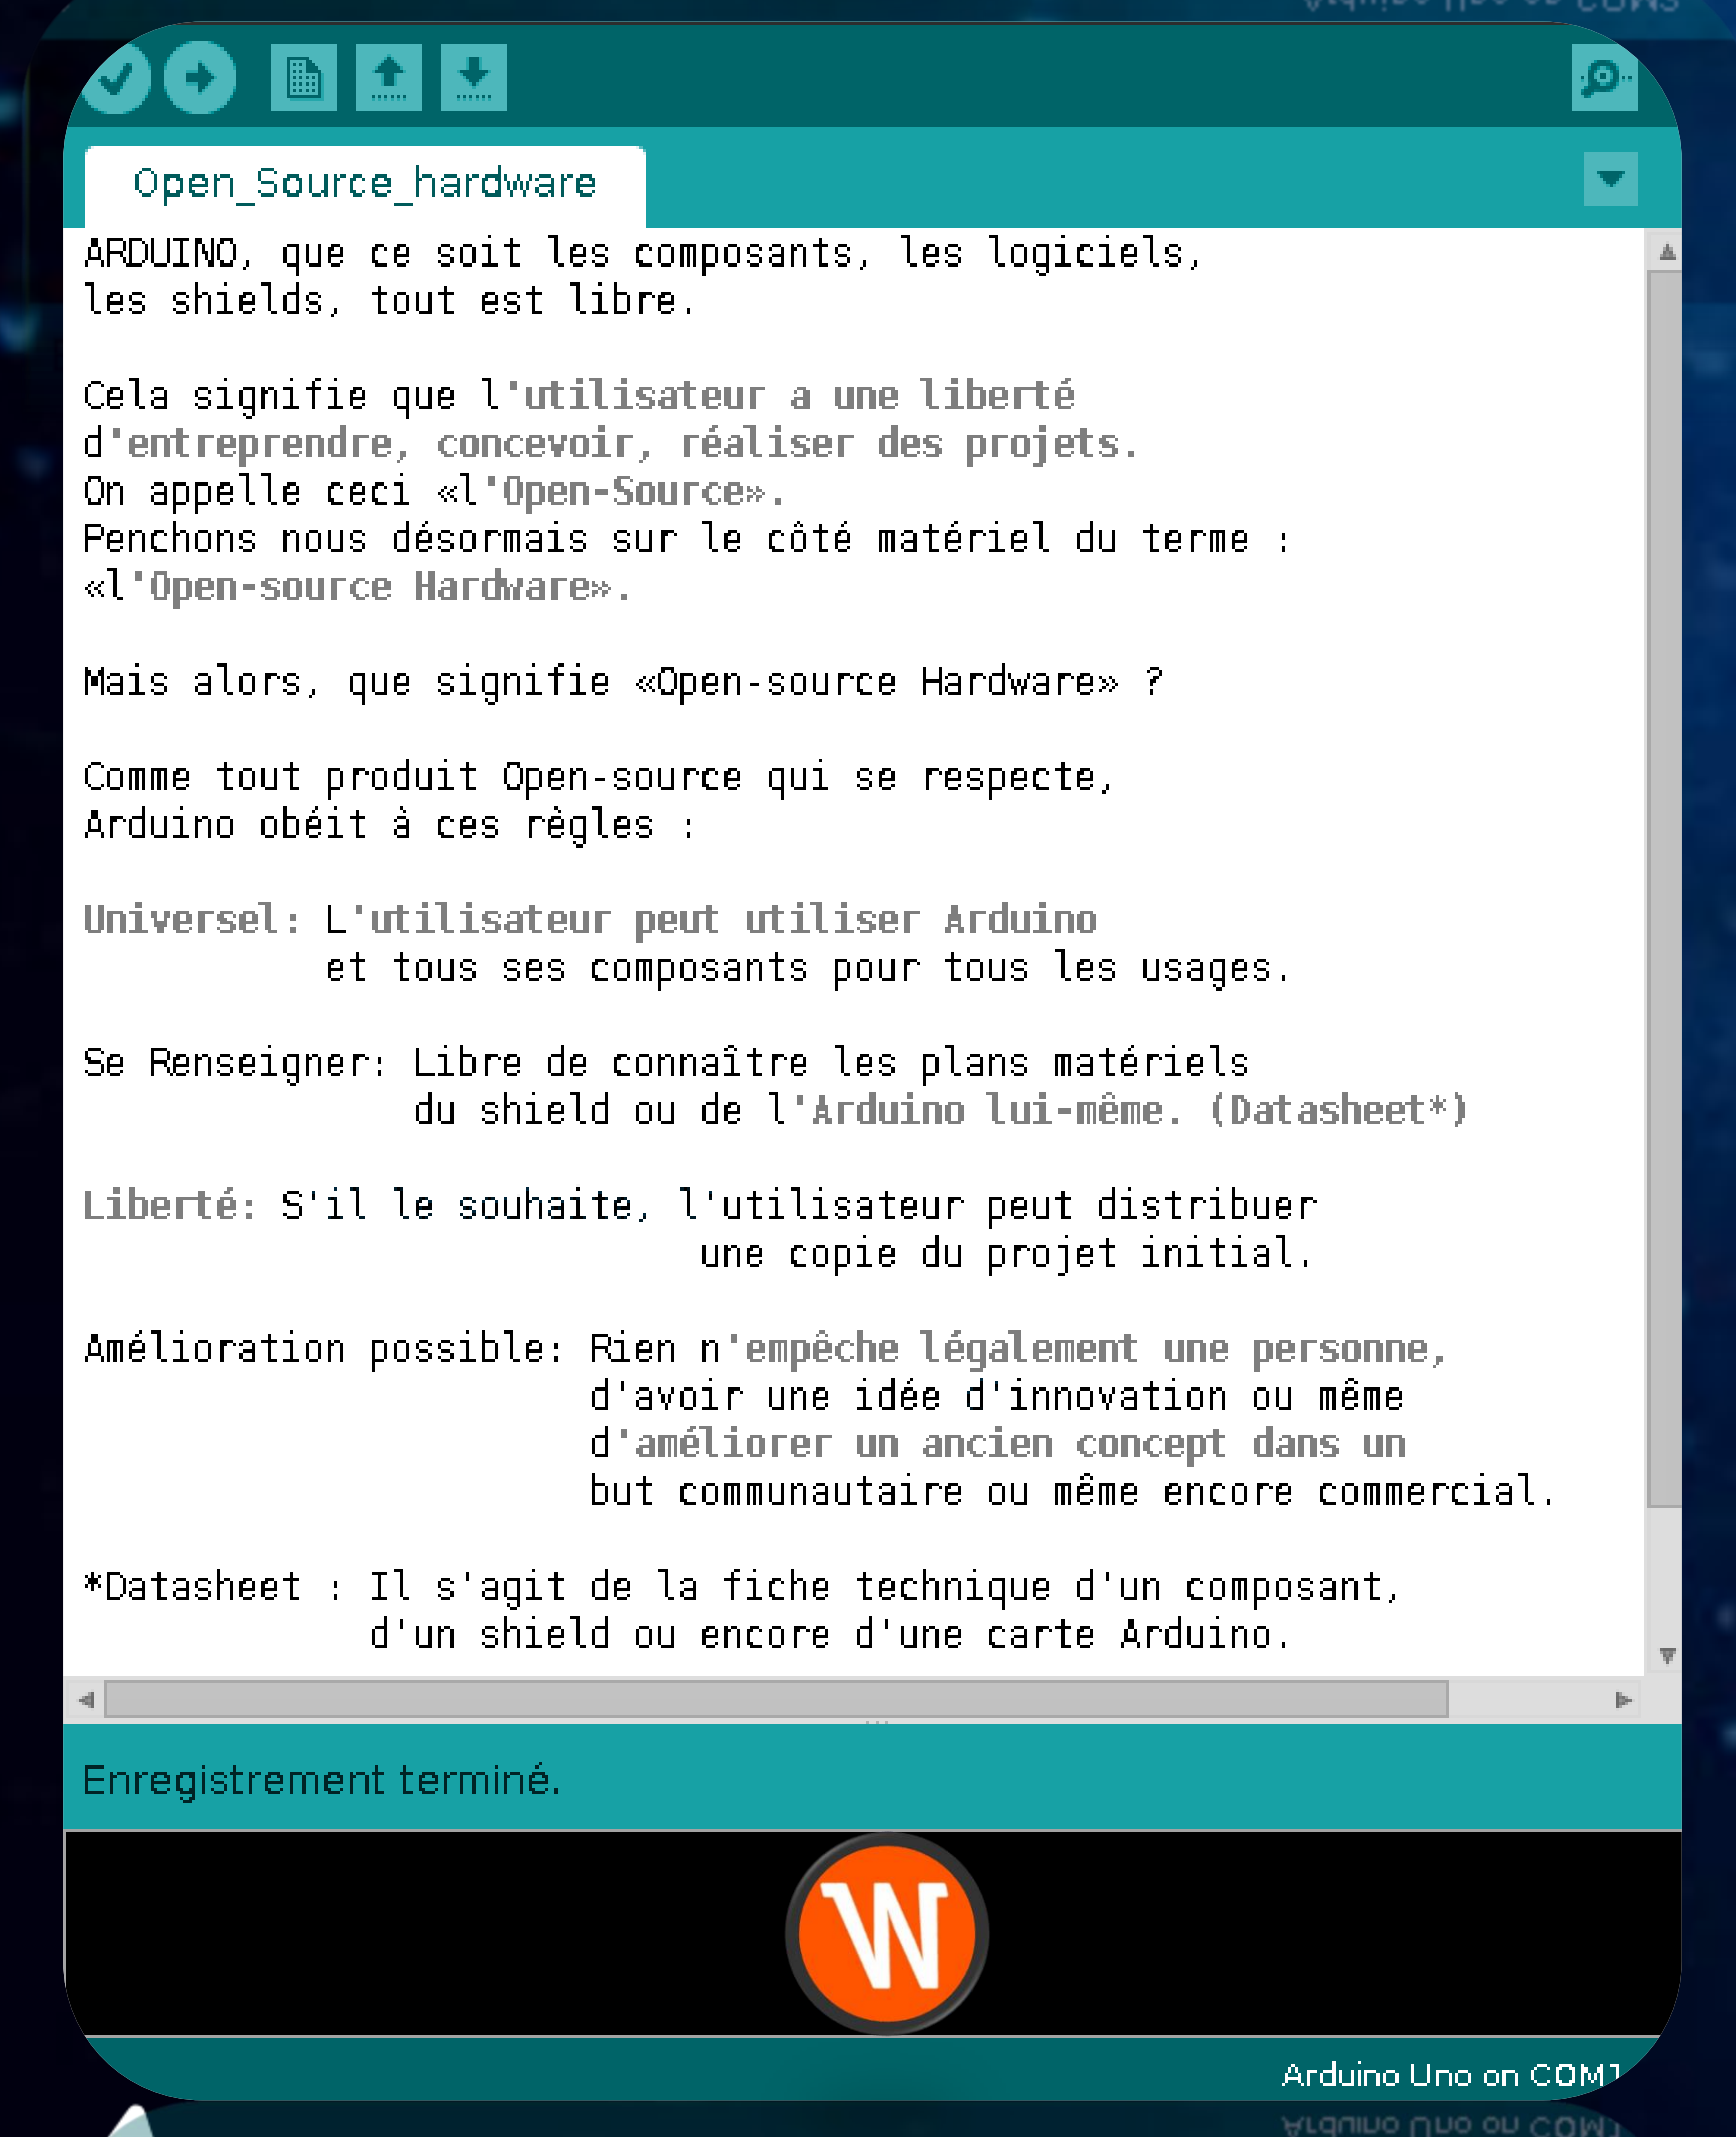 Open_Source_hardware
ARDUINO, que ce soit les composants, les logiciels,
les shields, tout est libre.
Cela signifie que l'utilisateur a une liberté
d'entreprendre, concevoir, réaliser des projets.
On appelle ceci «l'Open-Source».
Penchons nous désormais sur le côté matériel du terme :
«l'Open-source Hardware».
Mais alors, que signifie «Open-source Hardware» ?
Comme tout produit Open-source qui se respecte,
Arduino obéit à ces règles :
Universel: L'utilisateur peut utiliser Arduino
et tous ses composants pour tous les usages.
Se Renseigner: Libre de connaître les plans matériels
du shield ou de l'Arduino lui-même. (Datasheet*)
Liberté: S'il le souhaite, l'utilisateur peut distribuer
une copie du projet initial.
Amélioration possible: Rien n'empêche légalement une personne,
d'avoir une idée d'innovation ou même
d'améliorer un ancien concept dans un
but communautaire ou même encore commercial.
*Datasheet : Il s'agit de la fiche technique d'un composant,
d'un shield ou encore d'une carte Arduino.
Enregistrement terminé.
W
Arduino Uno on COM1